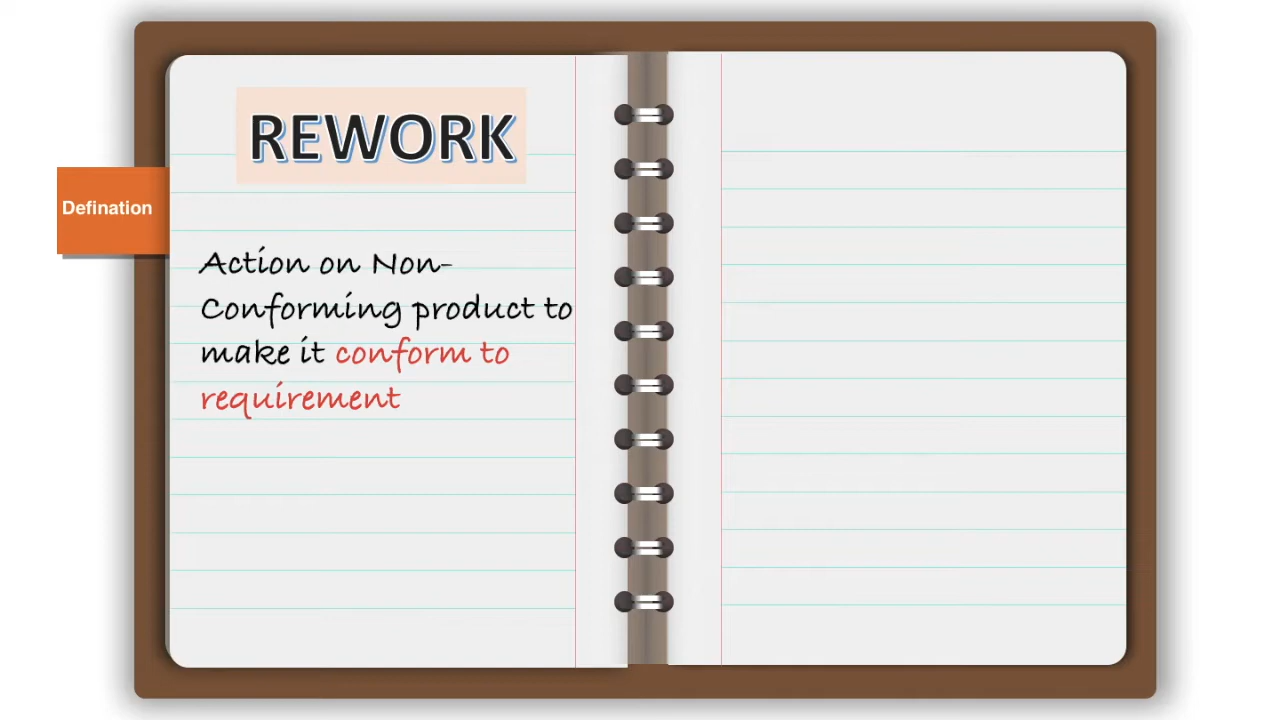 REWORK
Defination
Action on Non-
Conforming product to
make it conform to
requirement